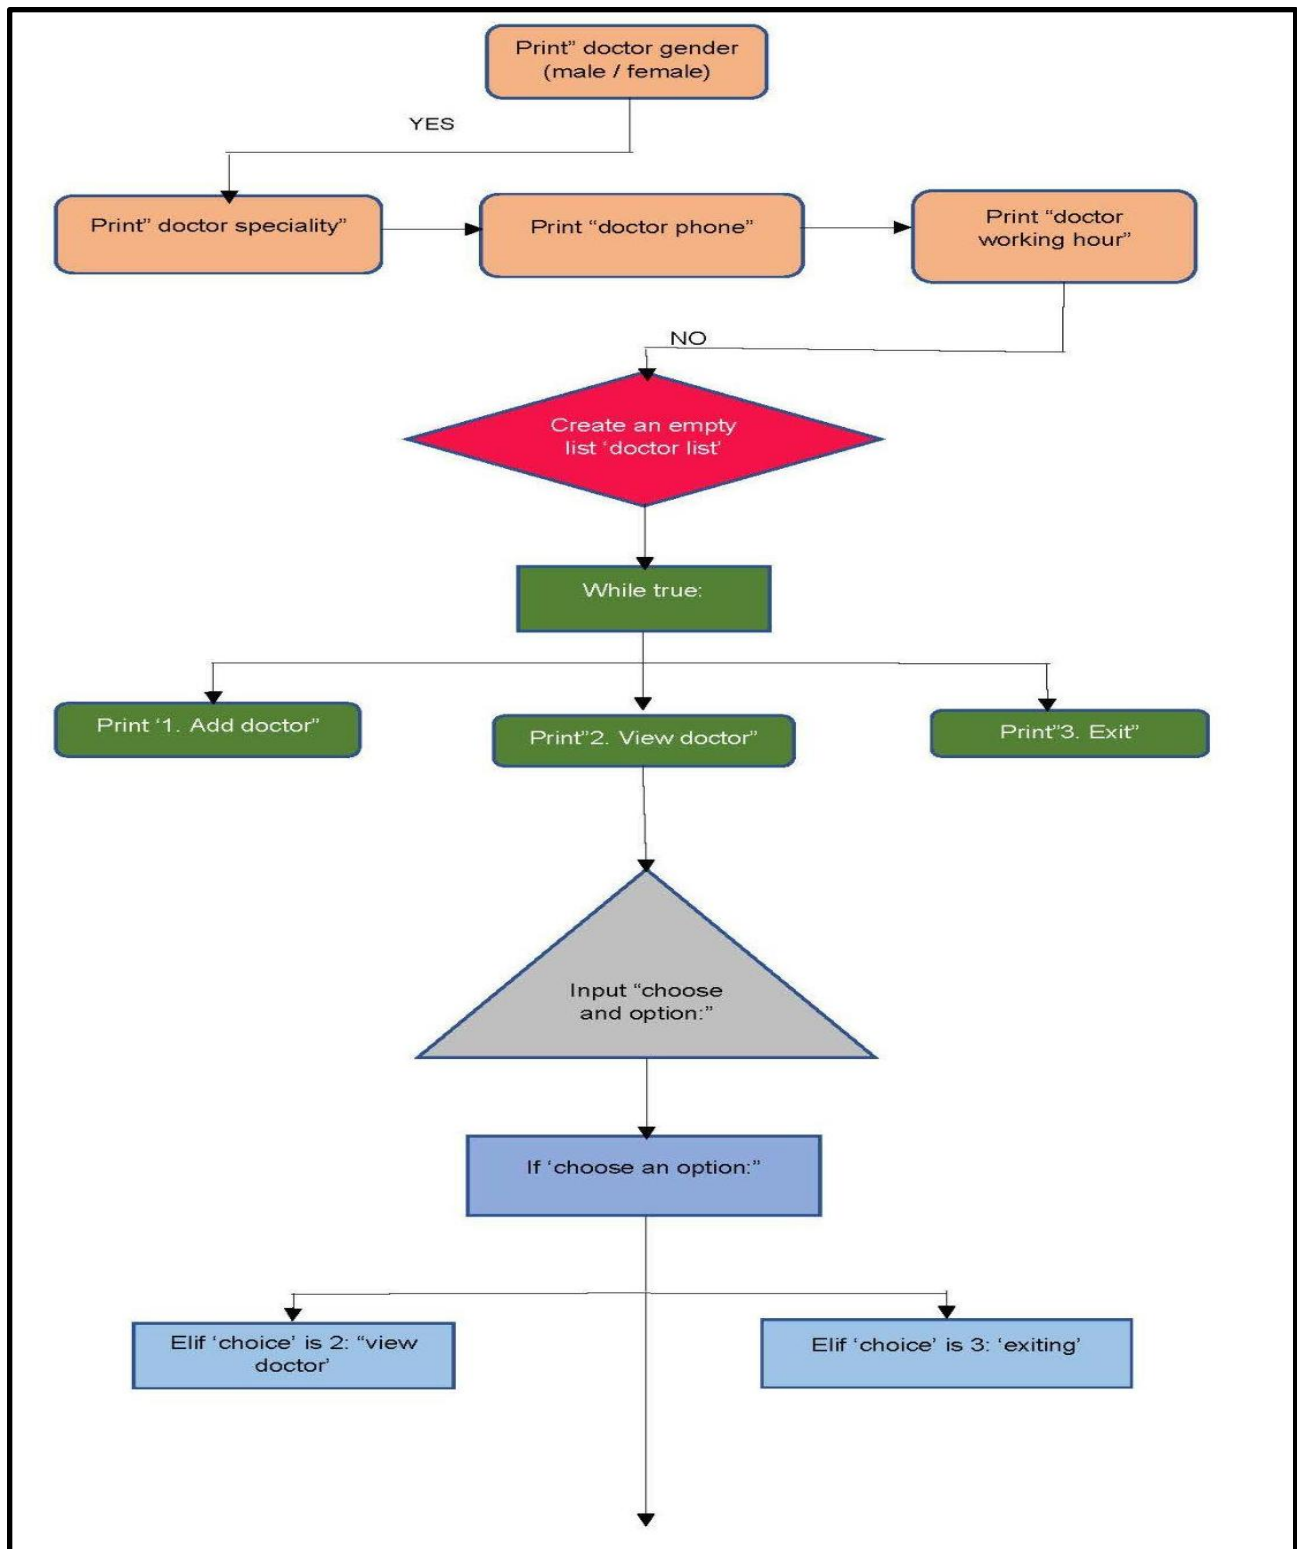 Print” doctor gender
(male / female)
YES
Print” doctor speciality”
Print “doctor phone”
Print “doctor
working hour”
NO
Create an empty
list ‘doctor list’
While true:
Print ‘1. Add doctor”
Print”2. View doctor”
Print”3. Exit”
Input “choose
and option:”
If ‘choose an option:”
Elif ‘choice’ is 2: “view
doctor’
Elif ‘choice’ is 3: ‘exiting’